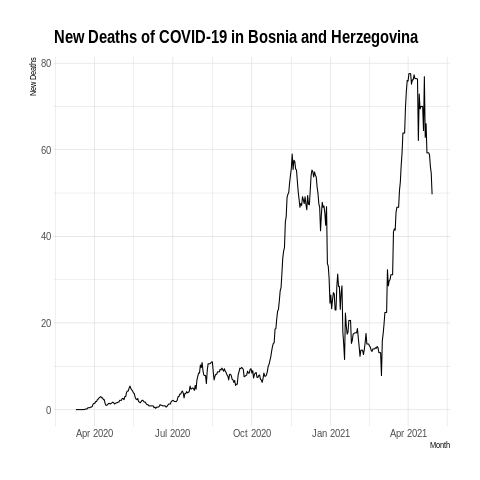 New Deaths of COVID-19 in Bosnia and Herzegovina
New Deaths
80
60
40
20
0
Apr 2020 Jul 2020 Oct 2020 Jan 2021 Apr 2021
Month